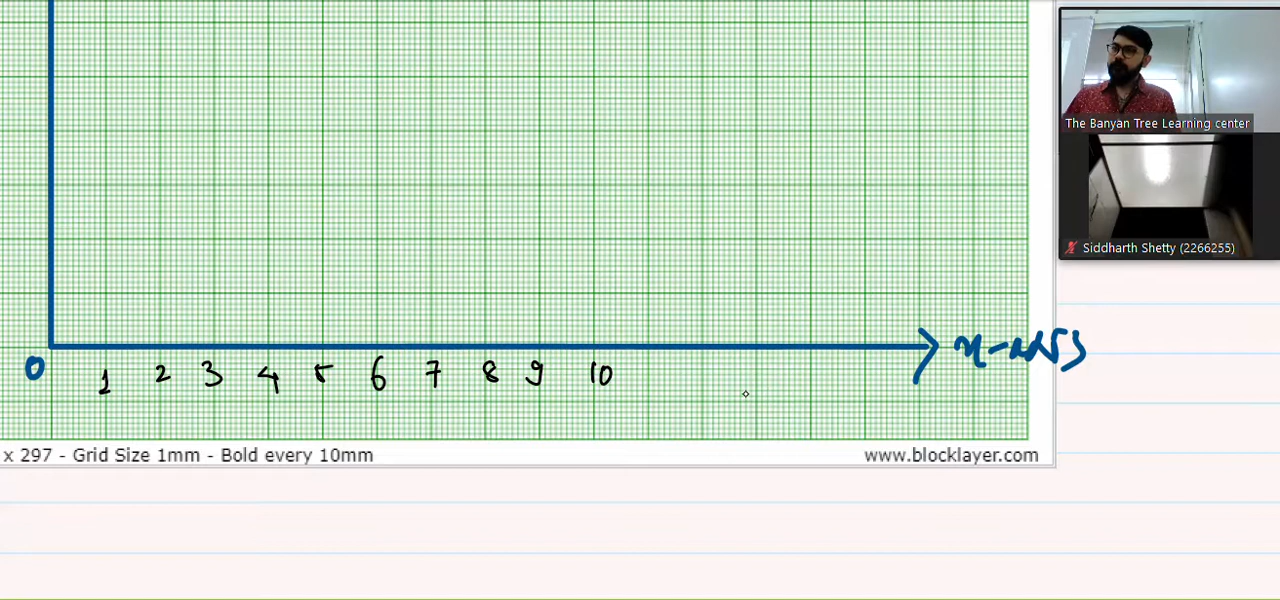 The Banyan Tree Learning center
Siddharth Shetty (2266255)
x-axis
0 1 2 3 4 5 6 7 8 9 10
x 297 - Grid Size 1mm - Bold every 10mm
www.blocklayer.com